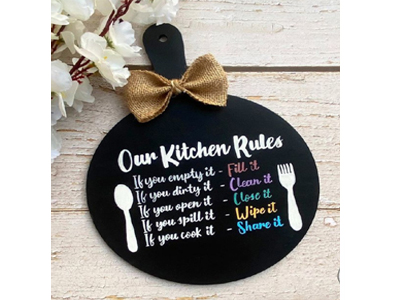 Our Kitchen Rules
If you empty it - Fill it
If you dirty it - Clean it
If you open it - Close it
If you spill it - Wipe it
If you cook it - Share it